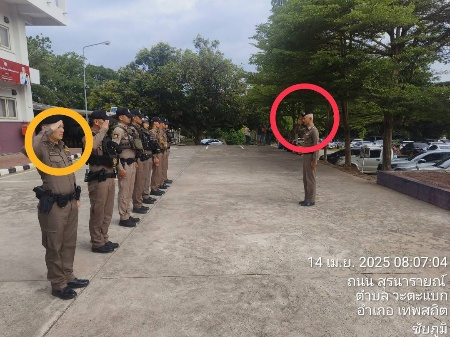 14 เม.ย. 2025 08:07:04
ถนน สุรนารายณ์
ตำบล วะตะแบก
อำเภอ เทพสถิต
ชัยภูมิ